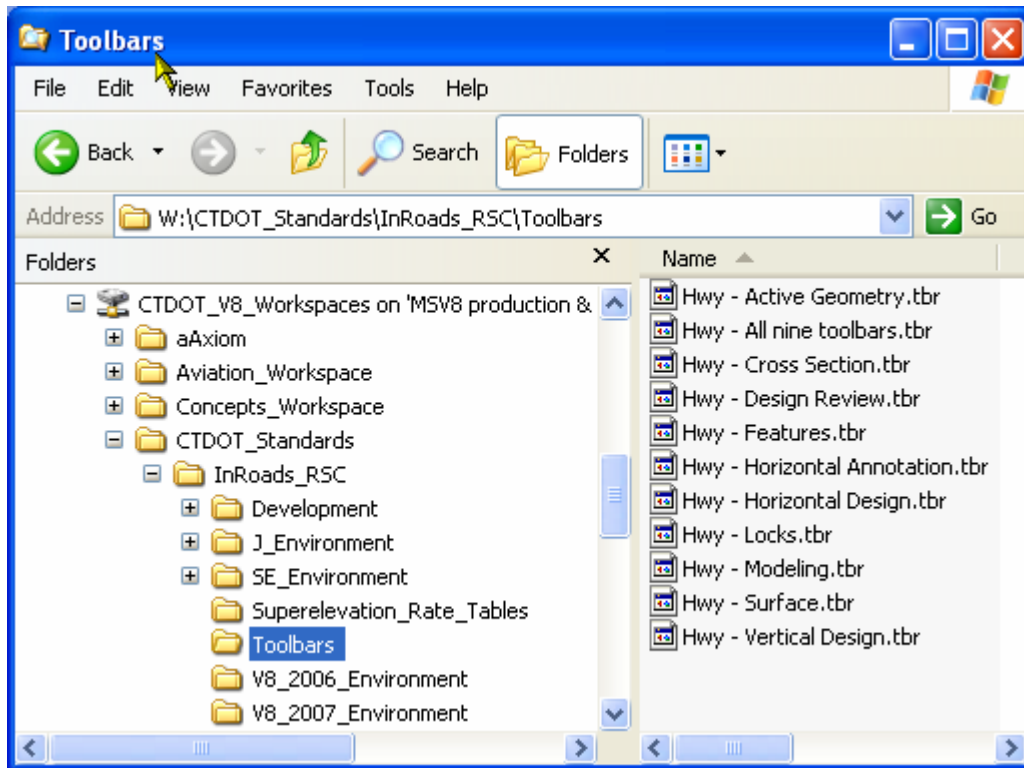 Toolbars
File Edit View Favorites Tools Help
Back Search Folders
Address W:\CTDOT_Standards\InRoads_RSC\Toolbars Go
Folders
CTDOT_V8_Workspaces on 'MSV8 production &
aAxiom
Aviation_Workspace
Concepts_Workspace
CTDOT_Standards
InRoads_RSC
Development
J_Environment
SE_Environment
Superelevation_Rate_Tables
Toolbars
V8_2006_Environment
V8_2007_Environment
Name
Hwy - Active Geometry.tbr
Hwy - All nine toolbars.tbr
Hwy - Cross Section.tbr
Hwy - Design Review.tbr
Hwy - Features.tbr
Hwy - Horizontal Annotation.tbr
Hwy - Horizontal Design.tbr
Hwy - Locks.tbr
Hwy - Modeling.tbr
Hwy - Surface.tbr
Hwy - Vertical Design.tbr